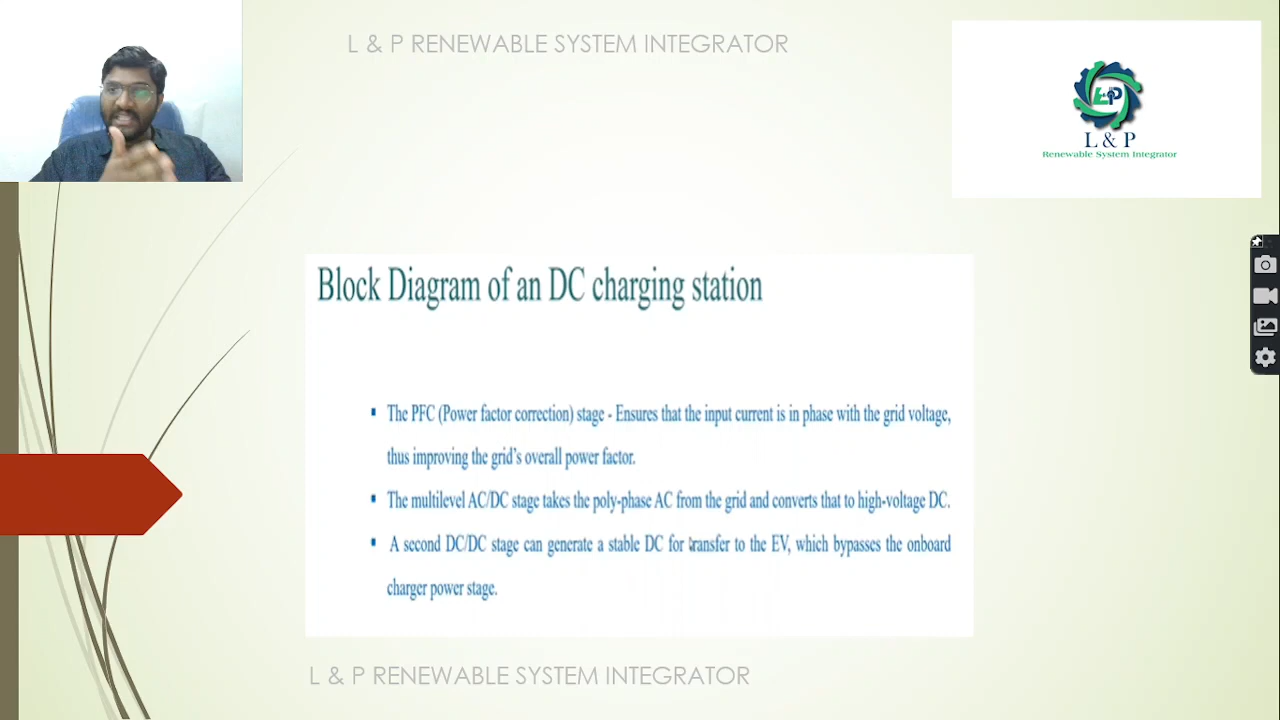 L & P RENEWABLE SYSTEM INTEGRATOR
L & P
L & P
Renewable System Integrator
Block Diagram of an DC charging station
▪ The PFC (Power factor correction) stage - Ensures that the input current is in phase with the grid voltage,
thus improving the grid's overall power factor.
▪ The multilevel AC/DC stage takes the poly-phase AC from the grid and converts that to high-voltage DC.
▪ A second DC/DC stage can generate a stable DC for transfer to the EV, which bypasses the onboard
charger power stage.
L & P RENEWABLE SYSTEM INTEGRATOR